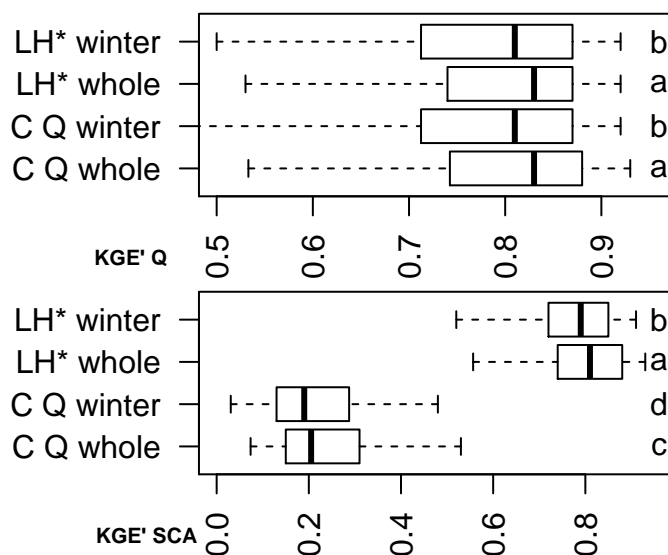 LH* winter b
LH* whole a
C Q winter b
C Q whole a
0.5 0.6 0.7 0.8 0.9
KGE' Q
LH* winter b
LH* whole a
C Q winter d
C Q whole c
0.0 0.2 0.4 0.6 0.8
KGE' SCA